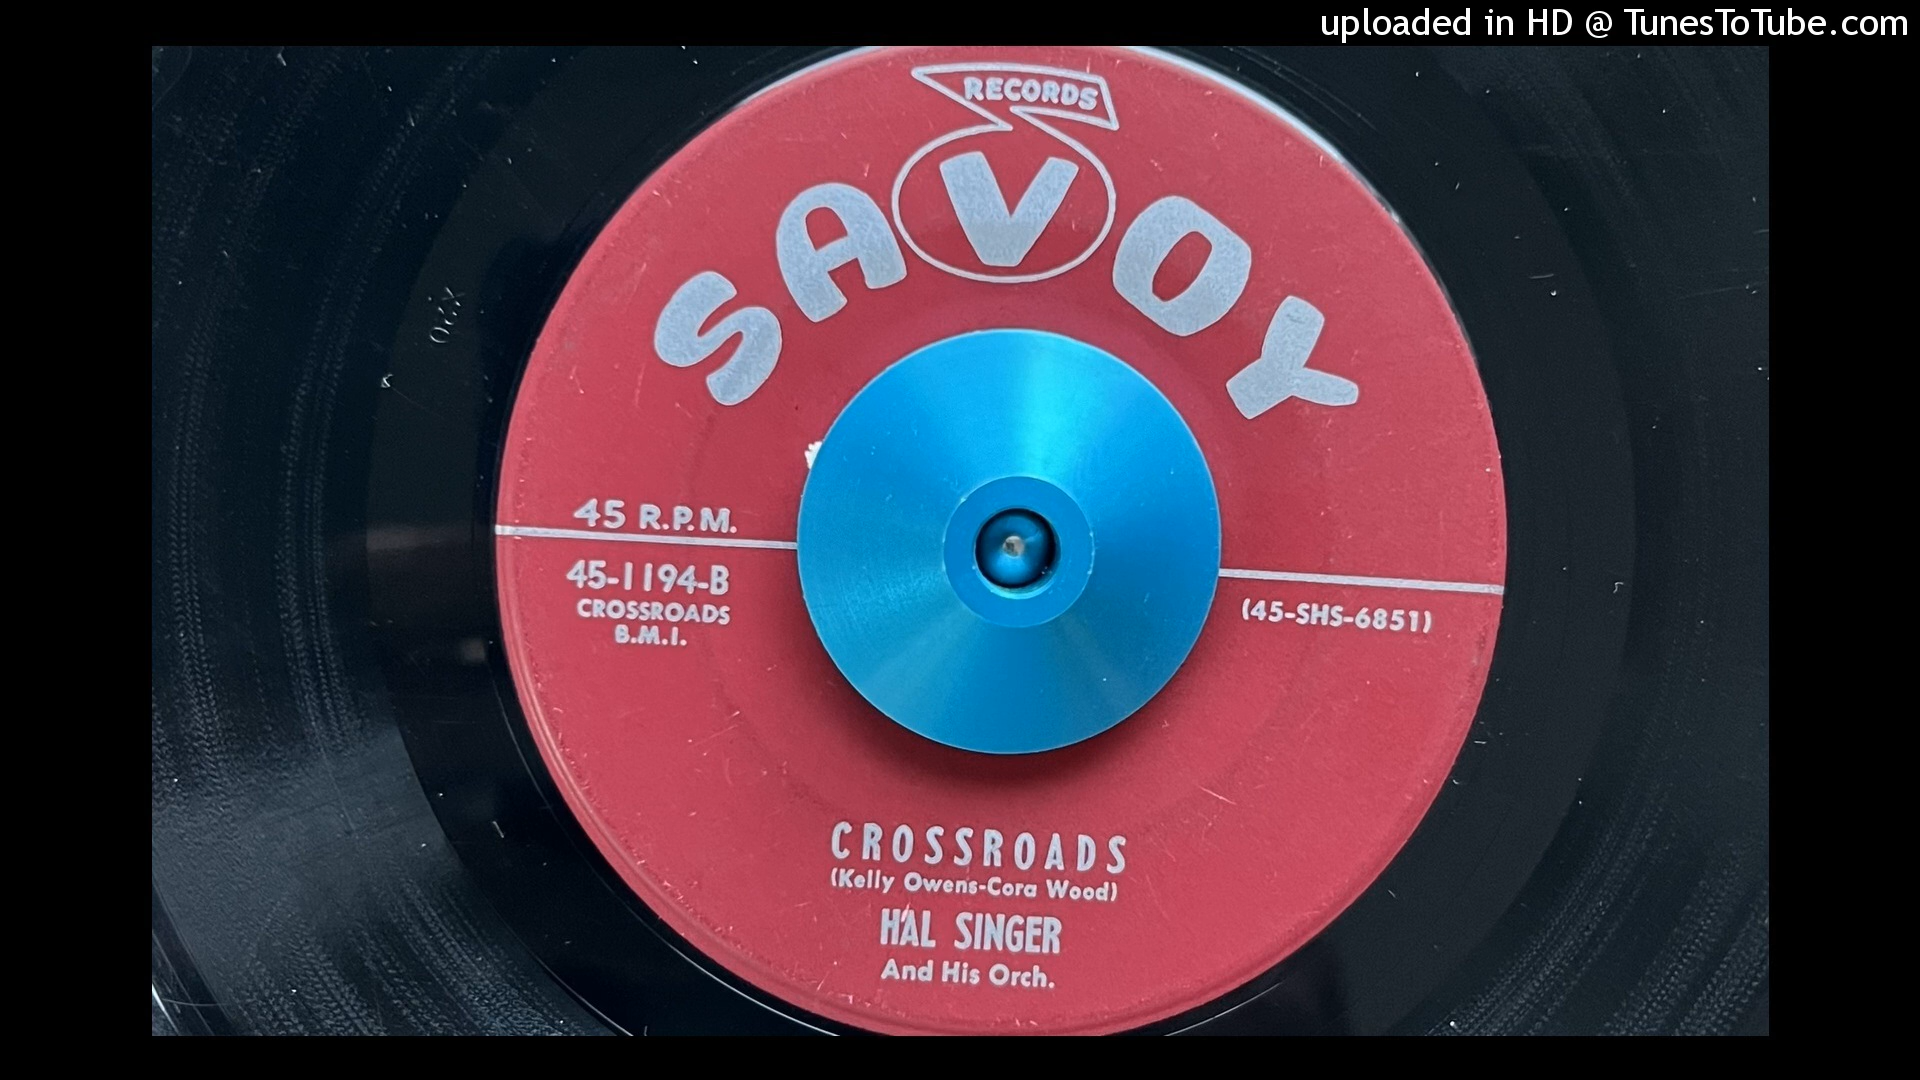 uploaded in HD @ TunesToTube.com
RECORDS
SAVOY
45 R.P.M.
45-1194-B
CROSSROADS
B.M.I.
(45-SHS-6851)
CROSSROADS
(Kelly Owens-Cora Wood)
HAL SINGER
And His Orch.